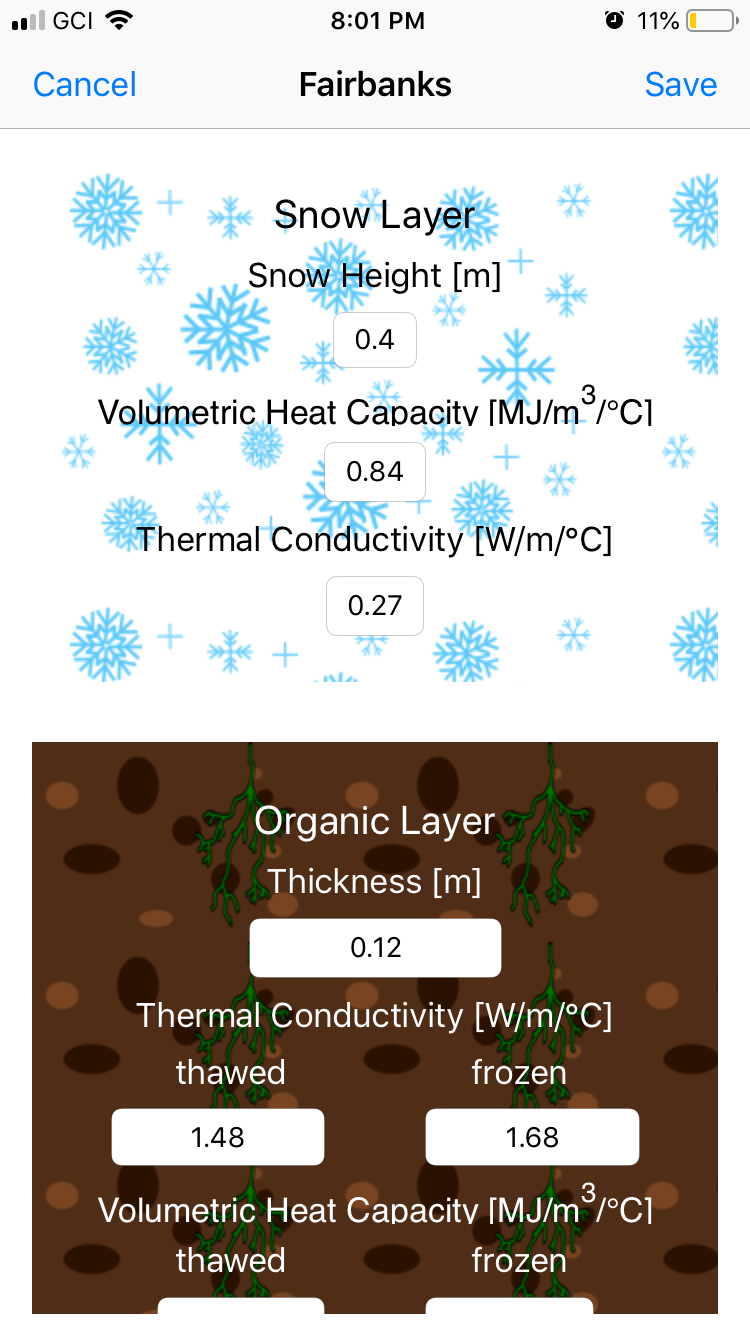 GCI 8:01 PM 11%
Cancel Fairbanks Save
Snow Layer
Snow Height [m]
0.4
Volumetric Heat Capacity [MJ/m³/°C]
0.84
Thermal Conductivity [W/m/°C]
0.27
Organic Layer
Thickness [m]
0.12
Thermal Conductivity [W/m/°C]
thawed frozen
1.48 1.68
Volumetric Heat Capacity [MJ/m³/°C]
thawed frozen